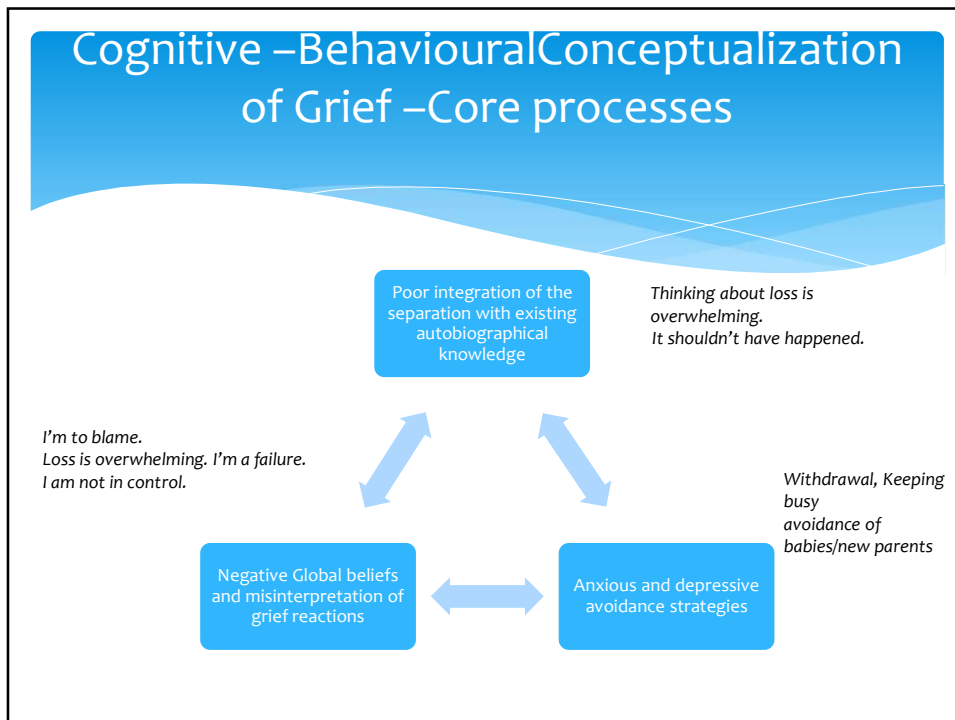 Cognitive –BehaviouralConceptualization
of Grief –Core processes
Poor integration of the
separation with existing
autobiographical
knowledge
Thinking about loss is
overwhelming.
It shouldn't have happened.
I'm to blame.
Loss is overwhelming. I'm a failure.
I am not in control.
Withdrawal, Keeping
busy
avoidance of
babies/new parents
Negative Global beliefs
and misinterpretation of
grief reactions
Anxious and depressive
avoidance strategies